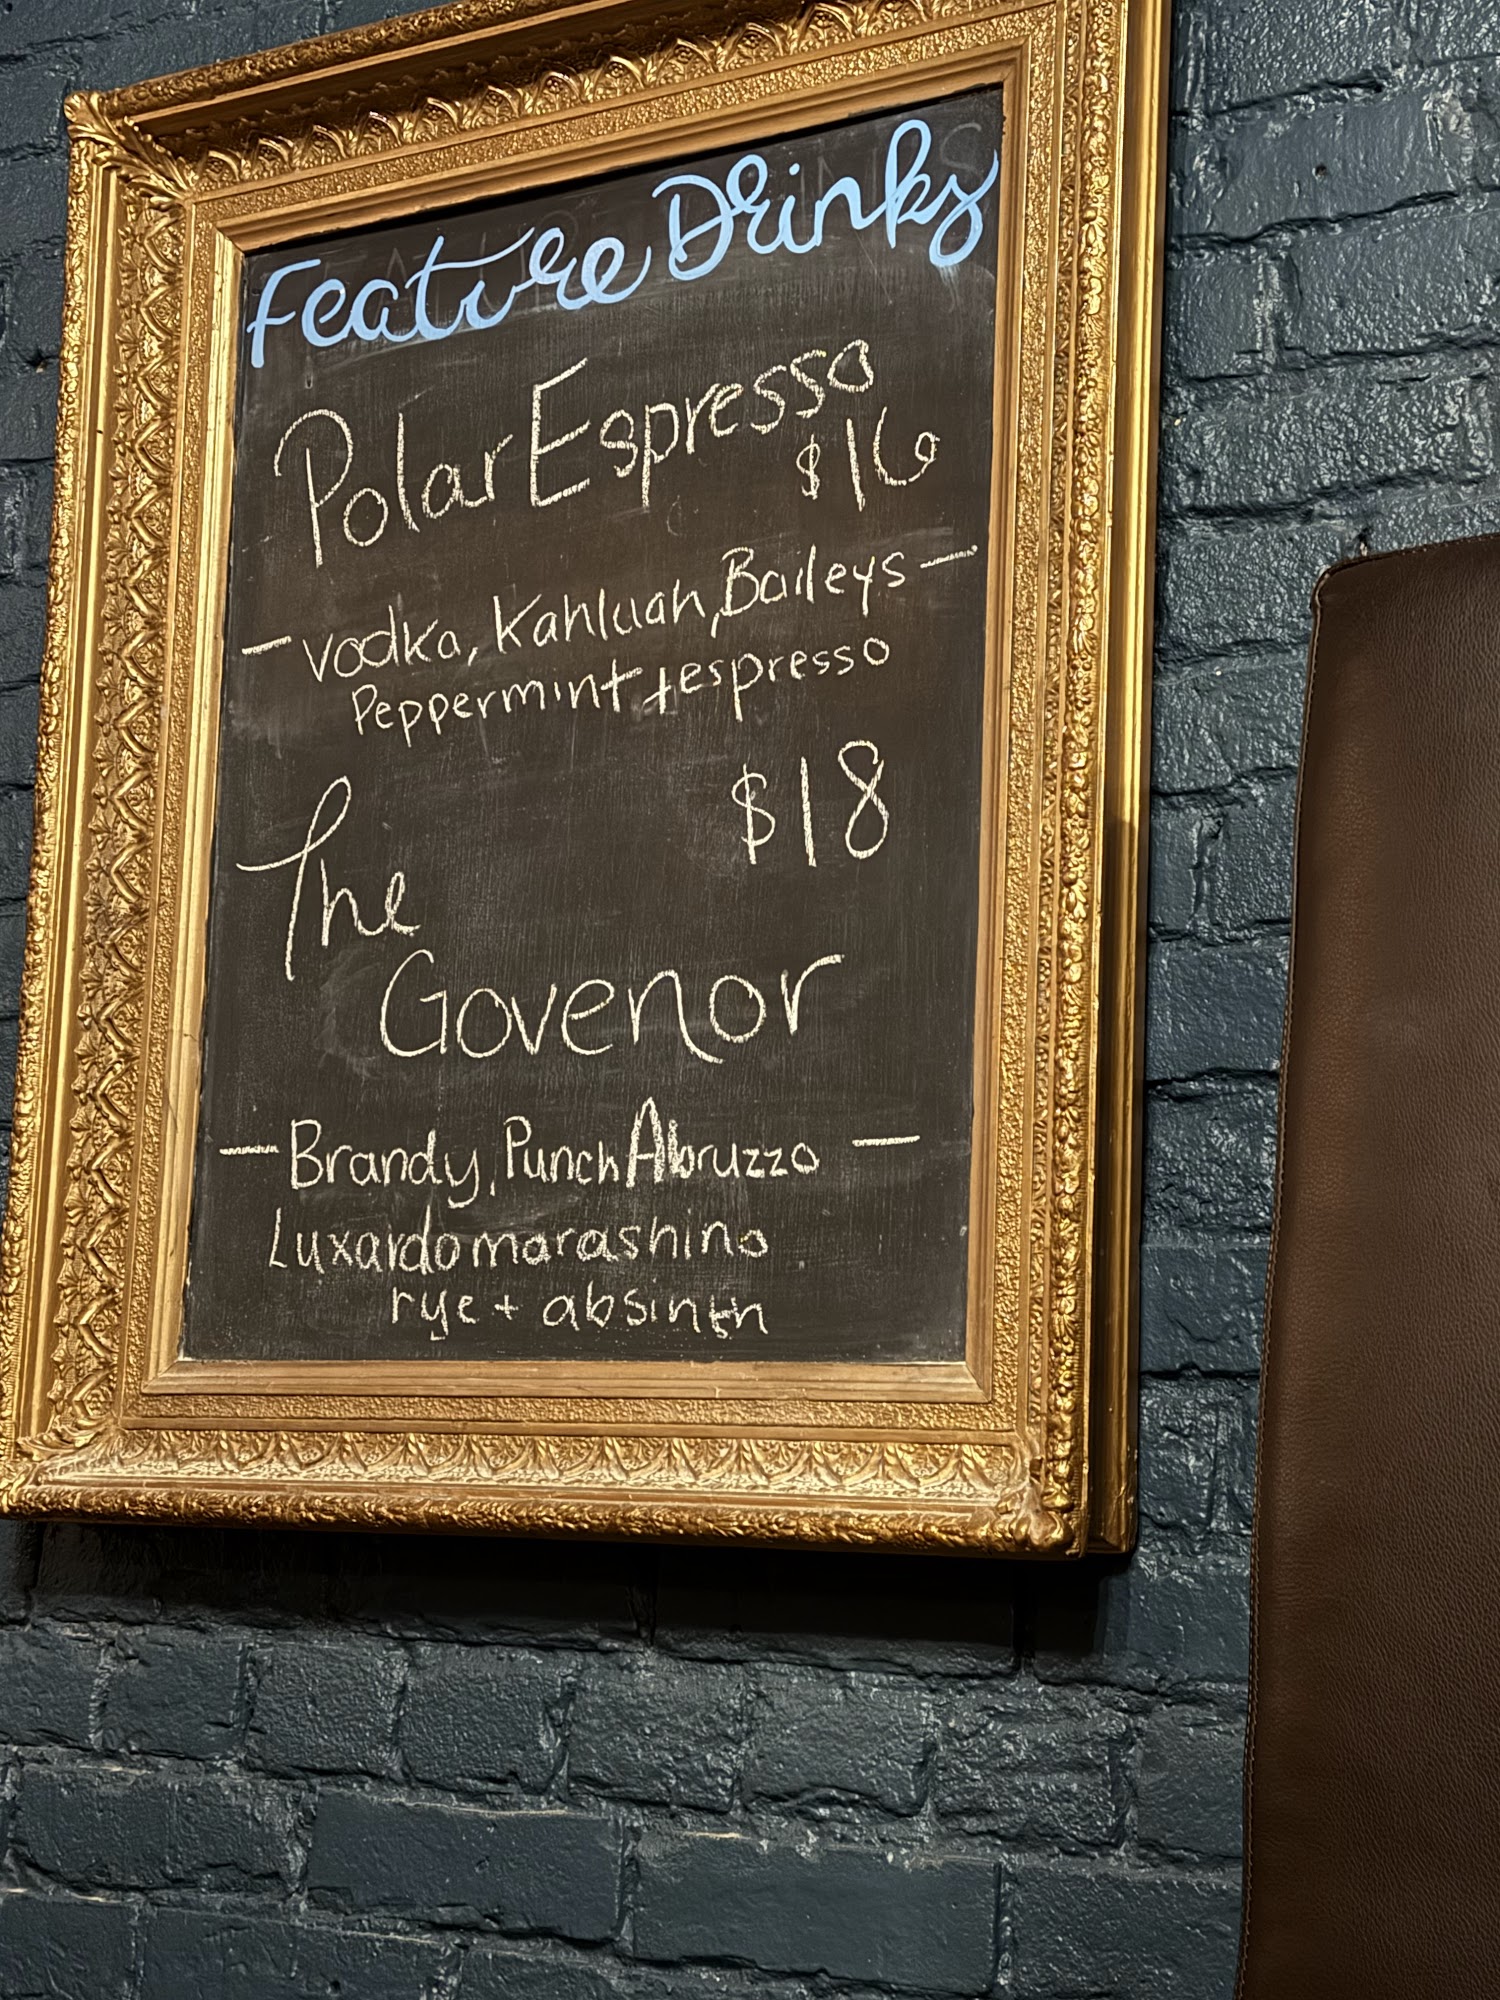 Feature Drinks
Polar Espresso
$16
- Vodka, Kahluah, Baileys -
Peppermint + espresso
$18
The
Govenor
- Brandy, Punch Abruzzo -
Luxardo marashino
rye + absinth